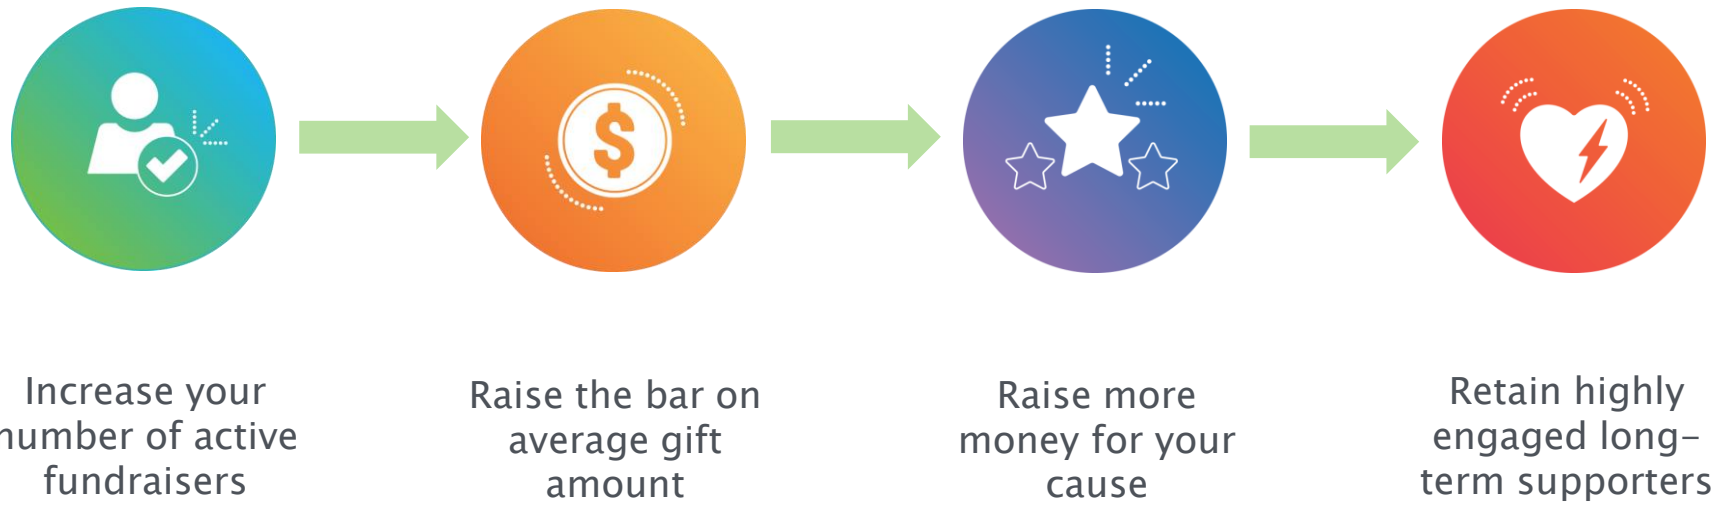 Increase your
number of active
fundraisers
Raise the bar on
average gift
amount
Raise more
money for your
cause
Retain highly
engaged long-
term supporters